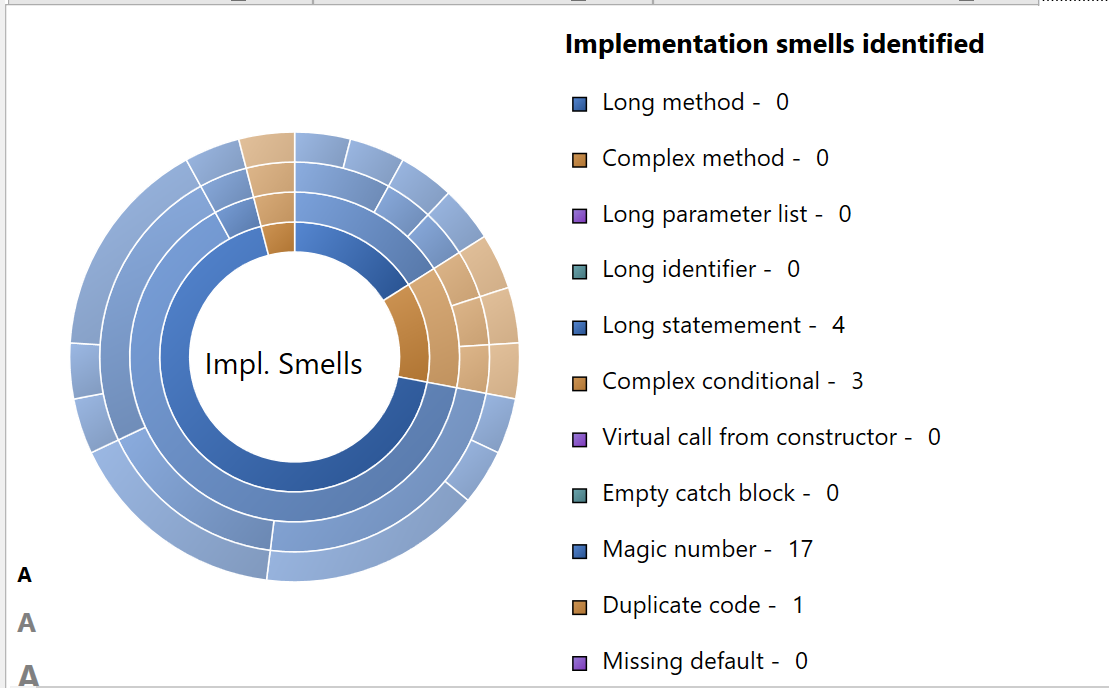 Implementation smells identified
Long method - 0
Complex method - 0
Long parameter list - 0
Long identifier - 0
Long statemement - 4
Complex conditional - 3
Virtual call from constructor - 0
Empty catch block - 0
Magic number - 17
Duplicate code - 1
Missing default - 0
Impl. Smells
A
A
A